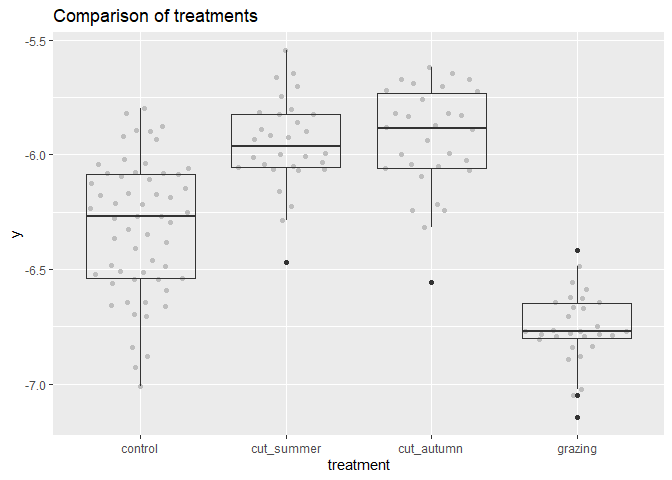 Comparison of treatments
-5.5
-6.0
-6.5
-7.0
y
control cut_summer cut_autumn grazing
treatment